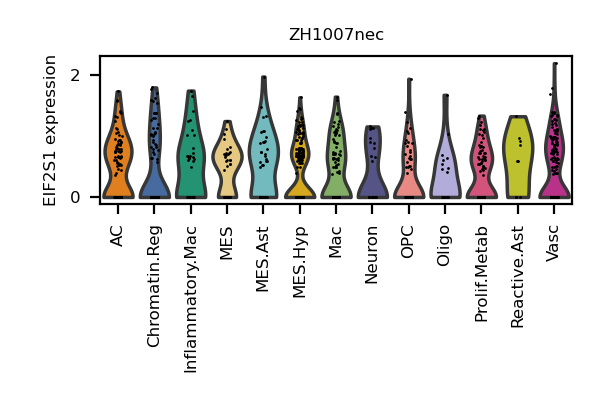 ZH1007nec
EIF2S1 expression
2
0
AC
Chromatin.Reg
Inflammatory.Mac
MES
MES.Ast
MES.Hyp
Mac
Neuron
OPC
Oligo
Prolif.Metab
Reactive.Ast
Vasc